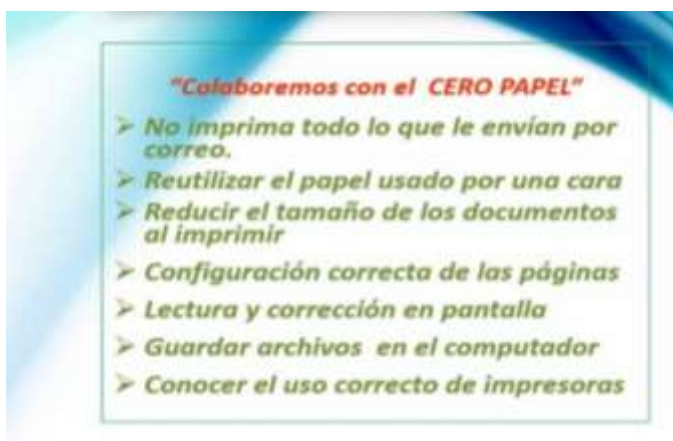 "Colaboremos con el CERO PAPEL"
➢ No imprima todo lo que le envían por
correo.
➢ Reutilizar el papel usado por una cara
➢ Reducir el tamaño de los documentos
al imprimir
➢ Configuración correcta de las páginas
➢ Lectura y corrección en pantalla
➢ Guardar archivos en el computador
➢ Conocer el uso correcto de impresoras